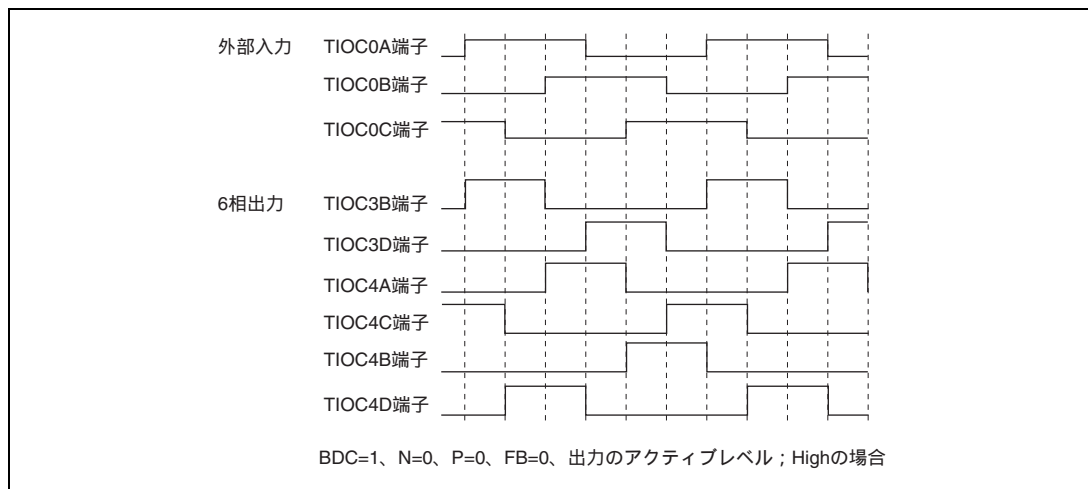 外部入力 TIOC0A端子
TIOC0B端子
TIOC0C端子
6相出力 TIOC3B端子
TIOC3D端子
TIOC4A端子
TIOC4C端子
TIOC4B端子
TIOC4D端子
BDC=1、N=0、P=0、FB=0、出力のアクティブレベル；Highの場合